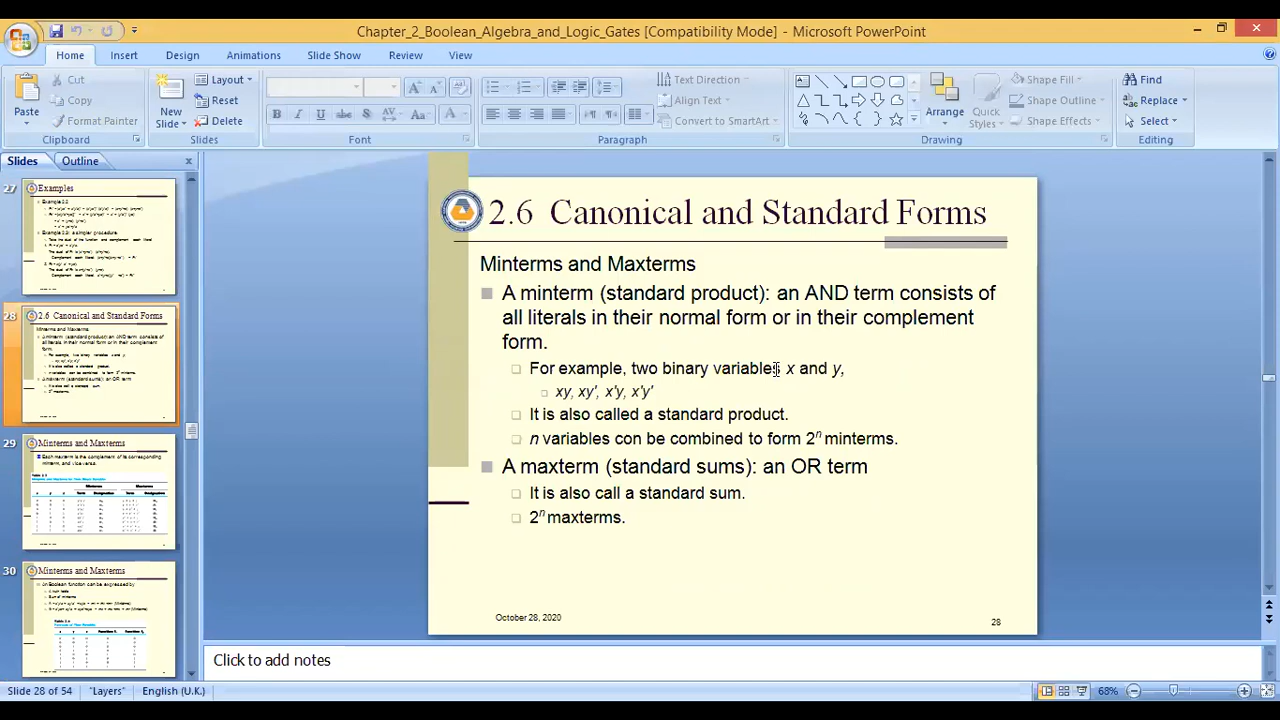 Chapter_2_Boolean_Algebra_and_Logic_Gates [Compatibility Mode] - Microsoft PowerPoint
Home Insert Design Animations Slide Show Review View
Cut
Copy
Format Painter
Paste
Clipboard
New Slide
Layout
Reset
Delete
Slides
B I U abc S AV Aa A
Font
Text Direction
Align Text
Convert to SmartArt
Paragraph
Arrange
Quick Styles
Shape Fill
Shape Outline
Shape Effects
Drawing
Find
Replace
Select
Editing
Slides Outline
27
Examples
28
2.6 Canonical and Standard Forms
29
Minterms and Maxterms
30
Minterms and Maxterms
2.6 Canonical and Standard Forms
Minterms and Maxterms
A minterm (standard product): an AND term consists of
all literals in their normal form or in their complement
form.
For example, two binary variables x and y,
xy, xy', x'y, x'y'
It is also called a standard product.
n variables can be combined to form 2ⁿ minterms.
A maxterm (standard sums): an OR term
It is also call a standard sum.
2ⁿ maxterms.
October 28, 2020
28
Click to add notes
Slide 28 of 54 "Layers" English (U.K.) 68%